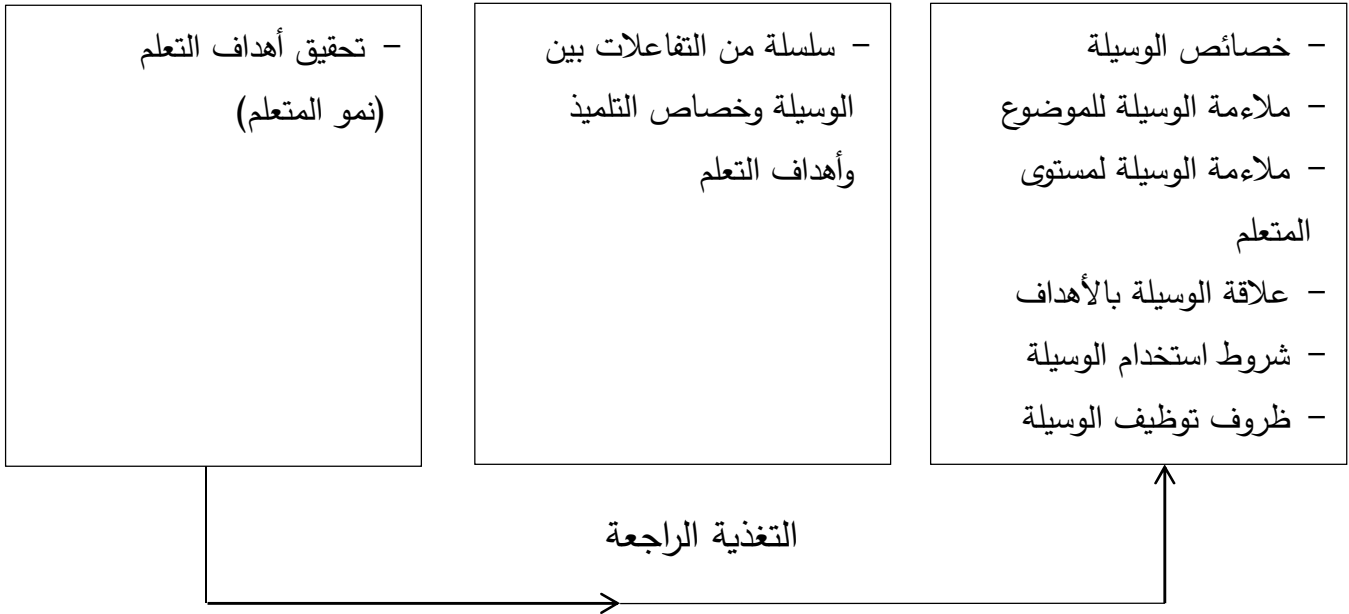 - خصائص الوسيلة
- ملاءمة الوسيلة للموضوع
- ملاءمة الوسيلة لمستوى
المتعلم
- علاقة الوسيلة بالأهداف
- شروط استخدام الوسيلة
- ظروف توظيف الوسيلة
- سلسلة من التفاعلات بين
الوسيلة وخصاص التلميذ
وأهداف التعلم
- تحقيق أهداف التعلم
(نمو المتعلم)
التغذية الراجعة